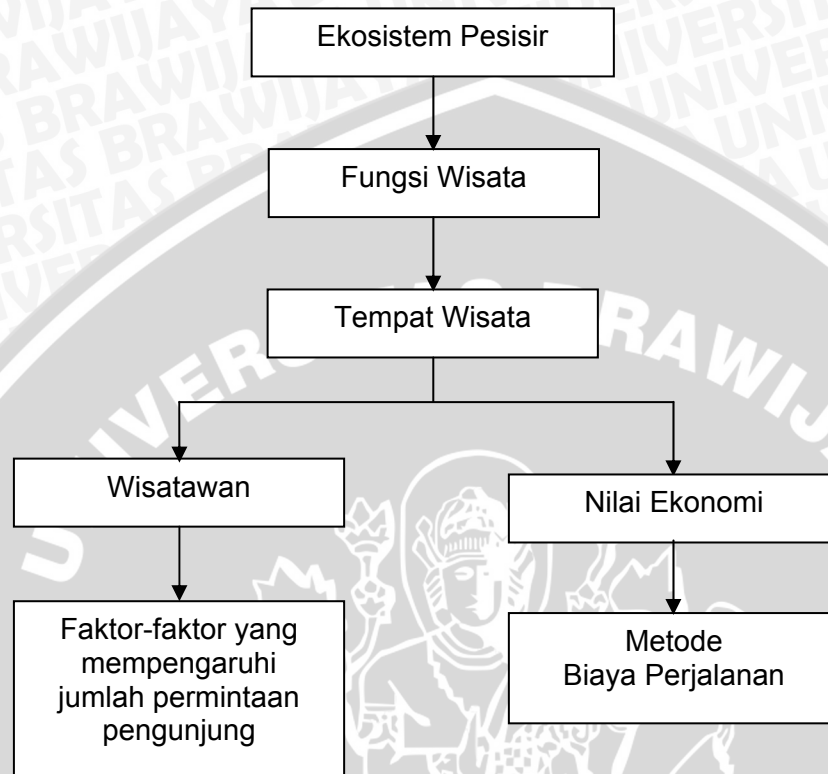 Ekosistem Pesisir
Fungsi Wisata
Tempat Wisata
Wisatawan
Nilai Ekonomi
Faktor-faktor yang
mempengaruhi
jumlah permintaan
pengunjung
Metode
Biaya Perjalanan